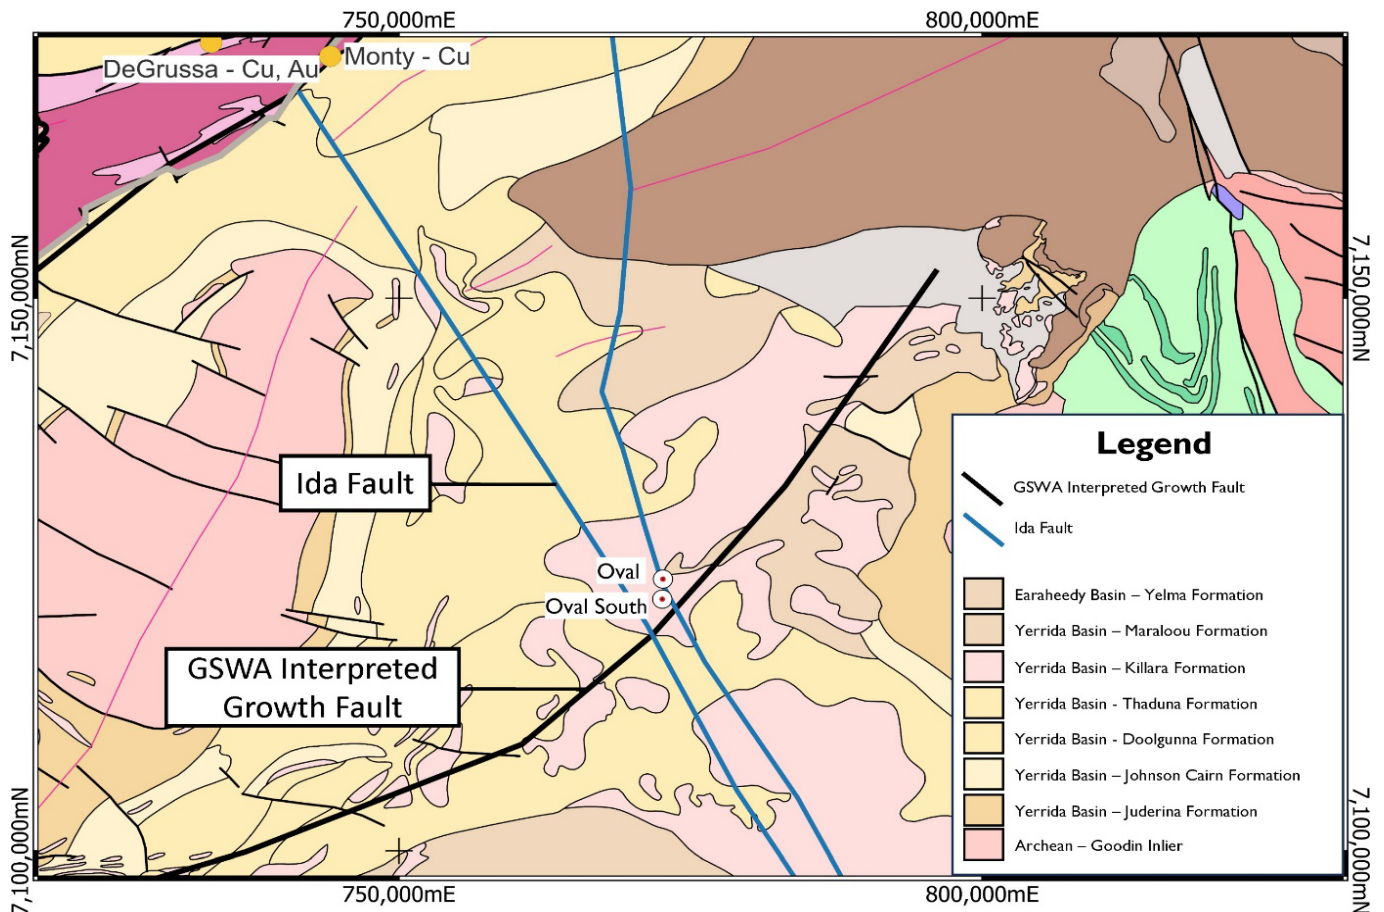 750,000mE
800,000mE
DeGrussa - Cu, Au
Monty - Cu
7,150,000mN
7,150,000mN
Legend
GSWA Interpreted Growth Fault
Ida Fault
Ida Fault
Oval
Oval South
Earaheedy Basin – Yelma Formation
Yerrida Basin – Maraloou Formation
Yerrida Basin – Killara Formation
Yerrida Basin - Thaduna Formation
Yerrida Basin - Doolgunna Formation
Yerrida Basin – Johnson Cairn Formation
Yerrida Basin – Juderina Formation
Archean – Goodin Inlier
GSWA Interpreted
Growth Fault
7,100,000mN
7,100,000mN
750,000mE
800,000mE